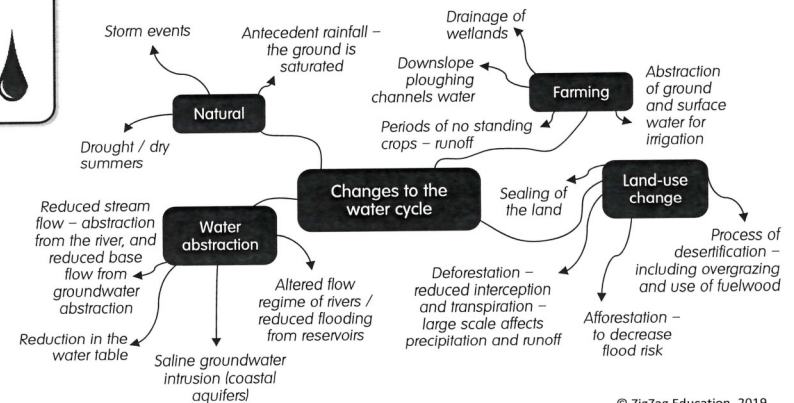 Storm events
Antecedent rainfall –
the ground is
saturated
Natural
Drought / dry
summers
Drainage of
wetlands
Downslope
ploughing
channels water
Farming
Abstraction
of ground
and surface
water for
irrigation
Periods of no standing
crops – runoff
Changes to the
water cycle
Sealing of
the land
Land-use
change
Process of
desertification –
including overgrazing
and use of fuelwood
Deforestation –
reduced interception
and transpiration –
large scale affects
precipitation and runoff
Afforestation –
to decrease
flood risk
Water
abstraction
Reduced stream
flow – abstraction
from the river, and
reduced base
flow from
groundwater
abstraction
Reduction in the
water table
Saline groundwater
intrusion (coastal
aquifers)
Altered flow
regime of rivers /
reduced flooding
from reservoirs
© ZigZag Education, 2019